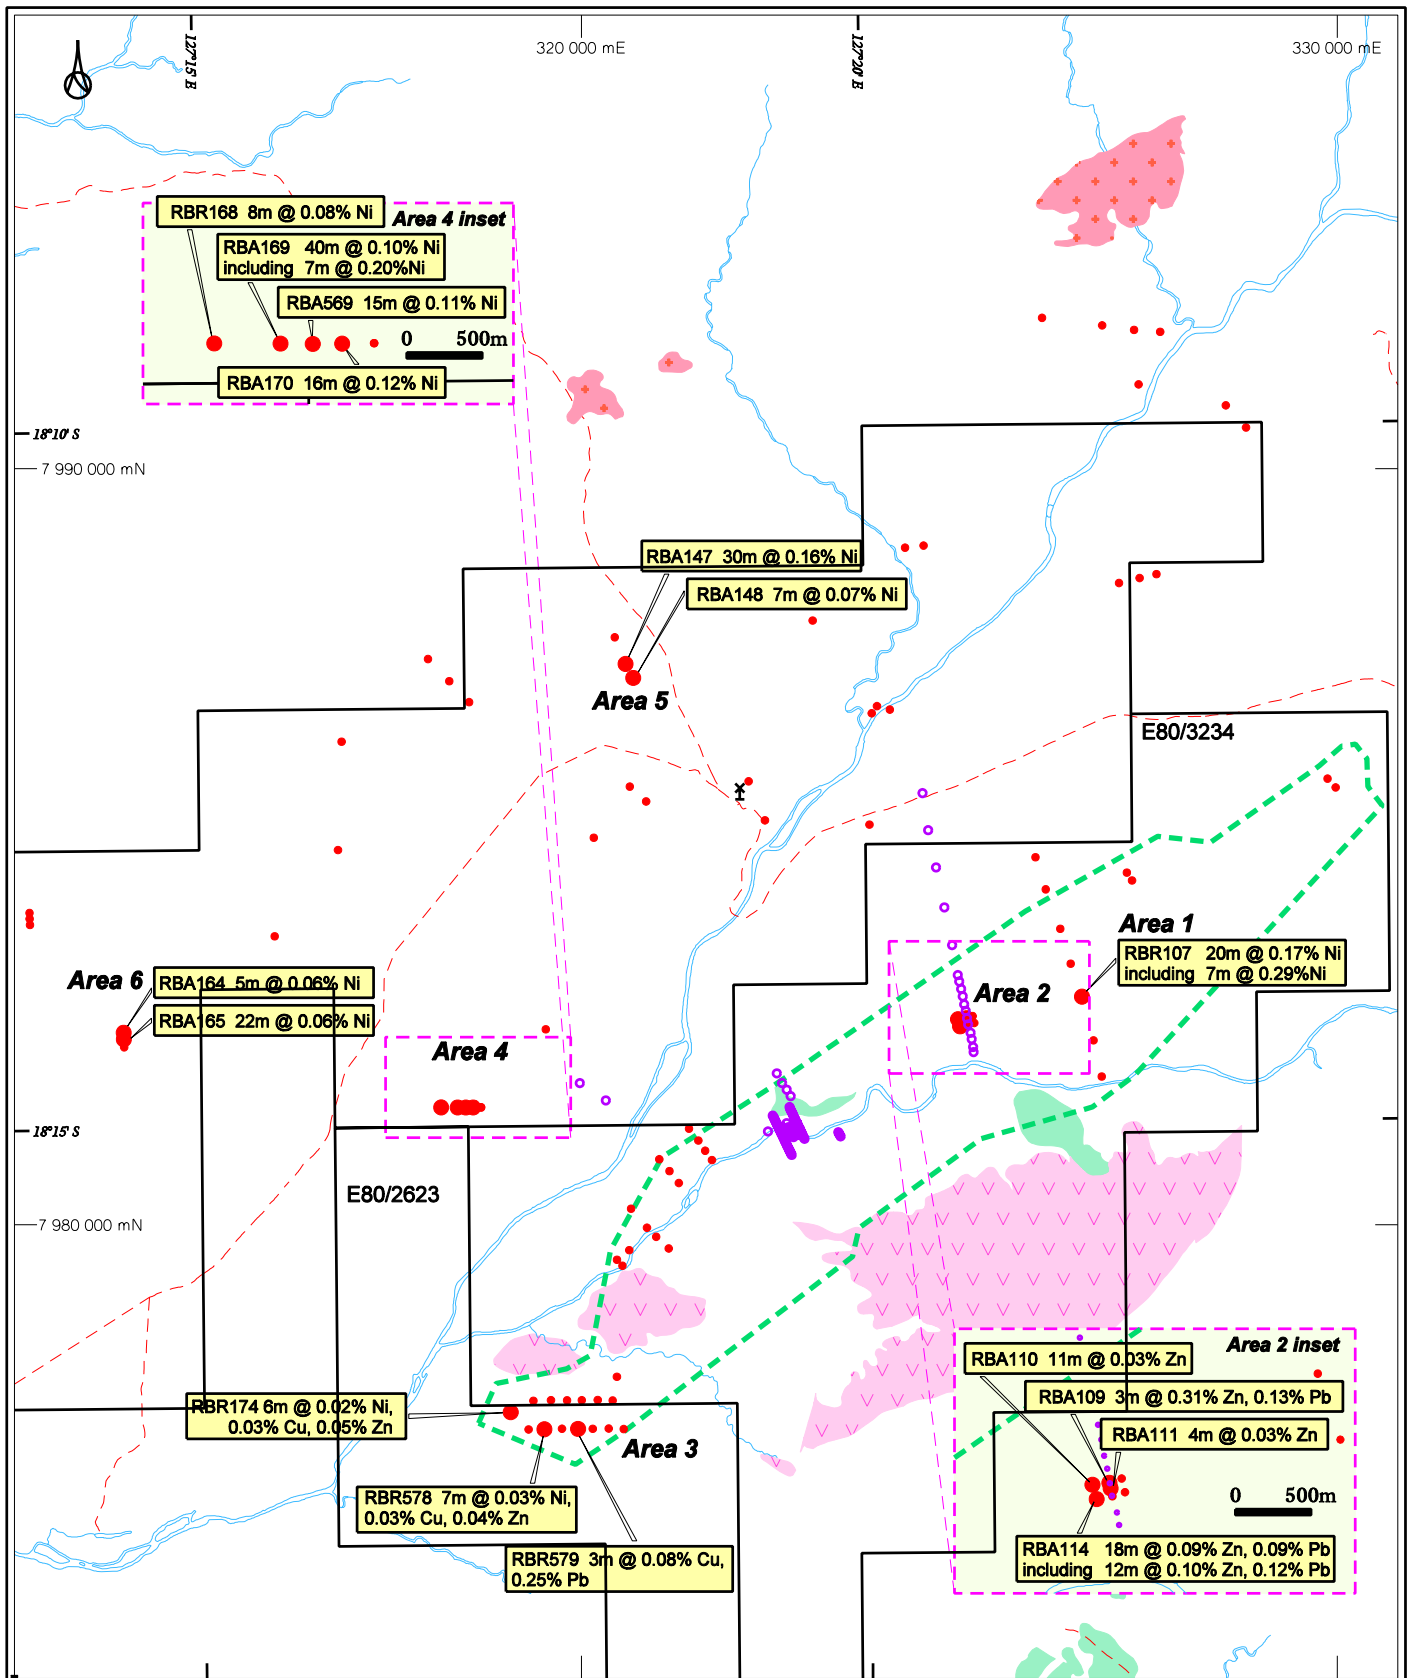 127°15' E
320 000 mE
127°20' E
330 000 mE
RBR168 8m @ 0.08% Ni
Area 4 inset
RBA169 40m @ 0.10% Ni
including 7m @ 0.20%Ni
RBA569 15m @ 0.11% Ni
0 500m
RBA170 16m @ 0.12% Ni
18°10' S
7 990 000 mN
RBA147 30m @ 0.16% Ni
RBA148 7m @ 0.07% Ni
Area 5
E80/3234
Area 1
RBR107 20m @ 0.17% Ni
including 7m @ 0.29%Ni
Area 6
RBA164 5m @ 0.06% Ni
RBA165 22m @ 0.06% Ni
Area 2
Area 4
18°15' S
E80/2623
7 980 000 mN
Area 2 inset
RBA110 11m @ 0.03% Zn
RBA109 3m @ 0.31% Zn, 0.13% Pb
RBR174 6m @ 0.02% Ni,
0.03% Cu, 0.05% Zn
RBA111 4m @ 0.03% Zn
Area 3
RBR578 7m @ 0.03% Ni,
0.03% Cu, 0.04% Zn
0 500m
RBR579 3m @ 0.08% Cu,
0.25% Pb
RBA114 18m @ 0.09% Zn, 0.09% Pb
including 12m @ 0.10% Zn, 0.12% Pb